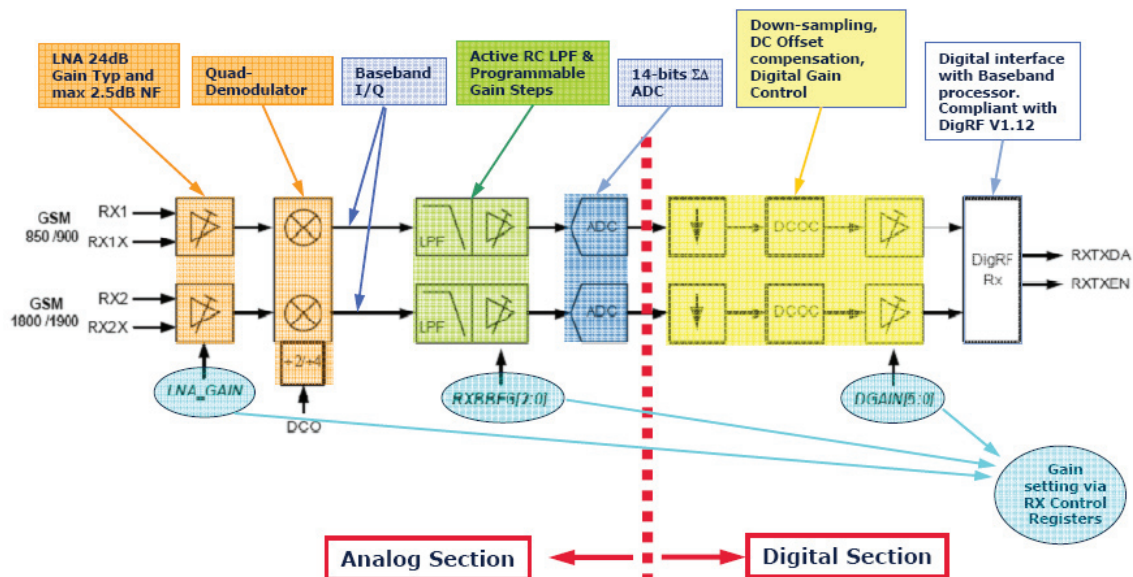 LNA 24dB
Gain Typ and
max 2.5dB NF
Quad-
Demodulator
Baseband
I/Q
Active RC LPF &
Programmable
Gain Steps
14-bits ΣΔ
ADC
Down-sampling,
DC Offset
compensation,
Digital Gain
Control
Digital interface
with Baseband
processor.
Compliant with
DigRF V1.12
GSM
850 /900
RX1
RX1X
LPF
ADC
DCOC
GSM
1800 /1900
RX2
RX2X
LPF
ADC
DCOC
DigRF
Rx
RXTXDA
RXTXEN
÷2/÷4
DCO
LNA_GAIN
DGAIN[5:0]
Gain
setting via
RX Control
Registers
Analog Section
Digital Section